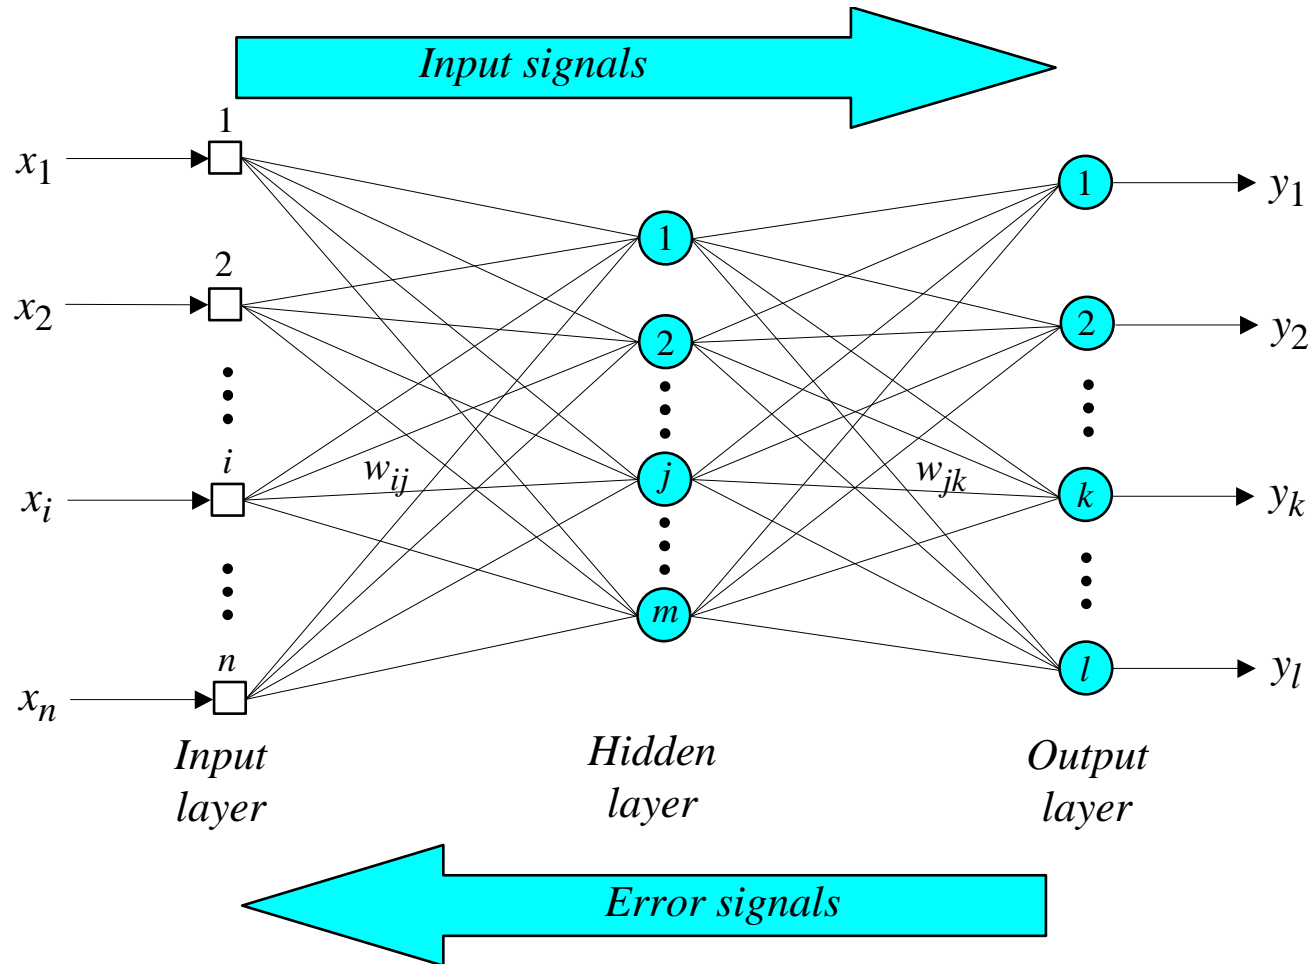 Input signals
1
x1
1
y1
1
2
x2
2
2
y2
i
xi
wij
j
wjk
k
yk
m
n
xn
l
yl
Input
layer
Hidden
layer
Output
layer
Error signals